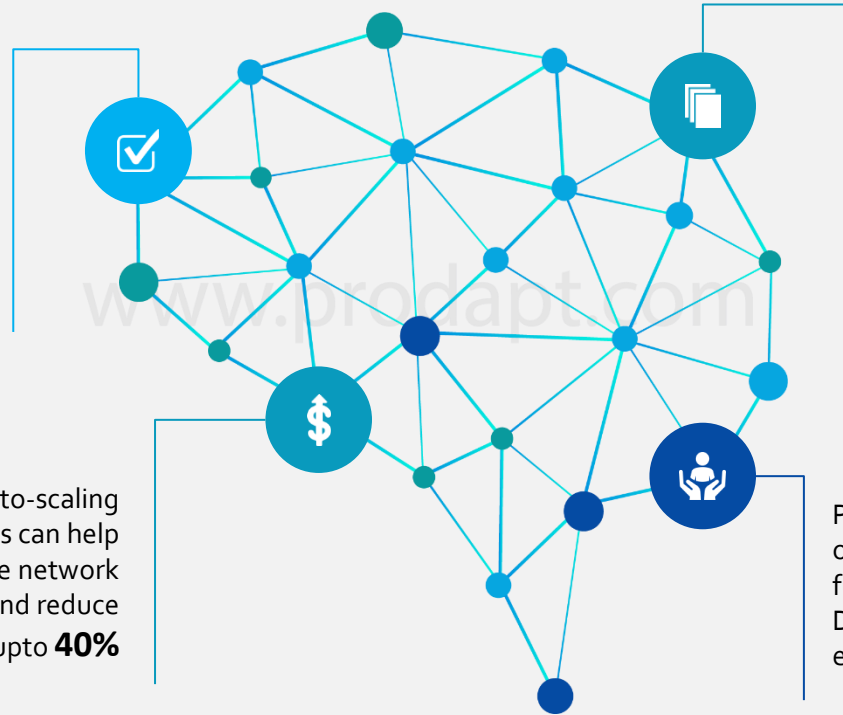 www.prodapt.com
to-scaling
s can help
e network
nd reduce
upto 40%
P
o
f
D
e